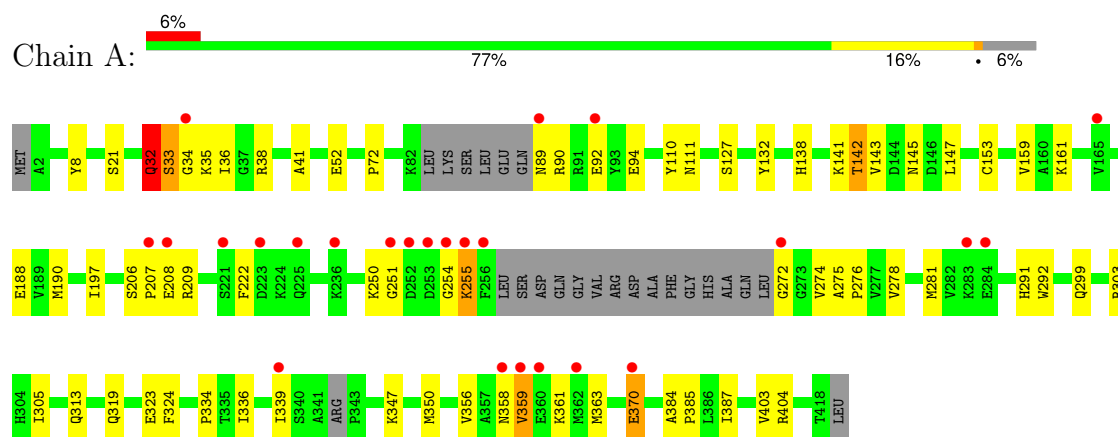 6%
Chain A:
77% 16% • 6%
MET A2 Y8 S21 Q32 S33 G34 K35 I36 G37 R38 A41 E52 P72 K82 LEU LYS SER LEU GLU GLN N89 R90 R91 E92 Y93 E94 Y110 N111 S127 Y132 H138 K141 T142 V143 D144 N145 D146 L147 C153 V159 A160 K161 V165
E188 V189 M190 I197 S206 P207 E208 R209 S221 F222 D223 K224 Q225 K236 K250 G251 D252 D253 G254 K255 F256 LEU SER ASP GLN GLY VAL ARG ASP ALA PHE GLY HIS ALA GLN LEU G272 G273 V274 A275 P276 V277 V278 M281 V282 K283 E284 H291 W292 Q299
H304 I305 Q313 Q319 E323 F324 P334 T335 I336 I339 S340 A341 ARG P343 K347 M350 V356 A357 N358 V359 E360 K361 M362 M363 E370 A384 P385 L386 I387 V403 R404 T418 LEU